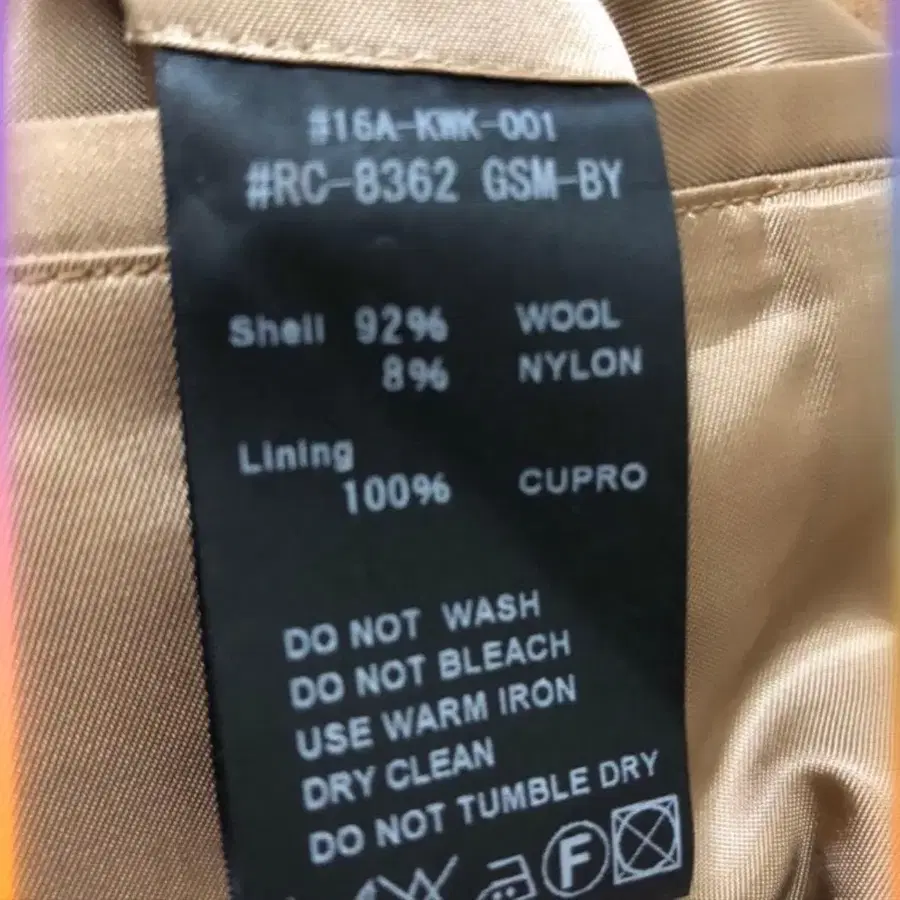 #16A-KWK-001
#RC-8362 GSM-BY
Shell 92% WOOL
8% NYLON
Lining
100% CUPRO
DO NOT WASH
DO NOT BLEACH
USE WARM IRON
DRY CLEAN
DO NOT TUMBLE DRY
F